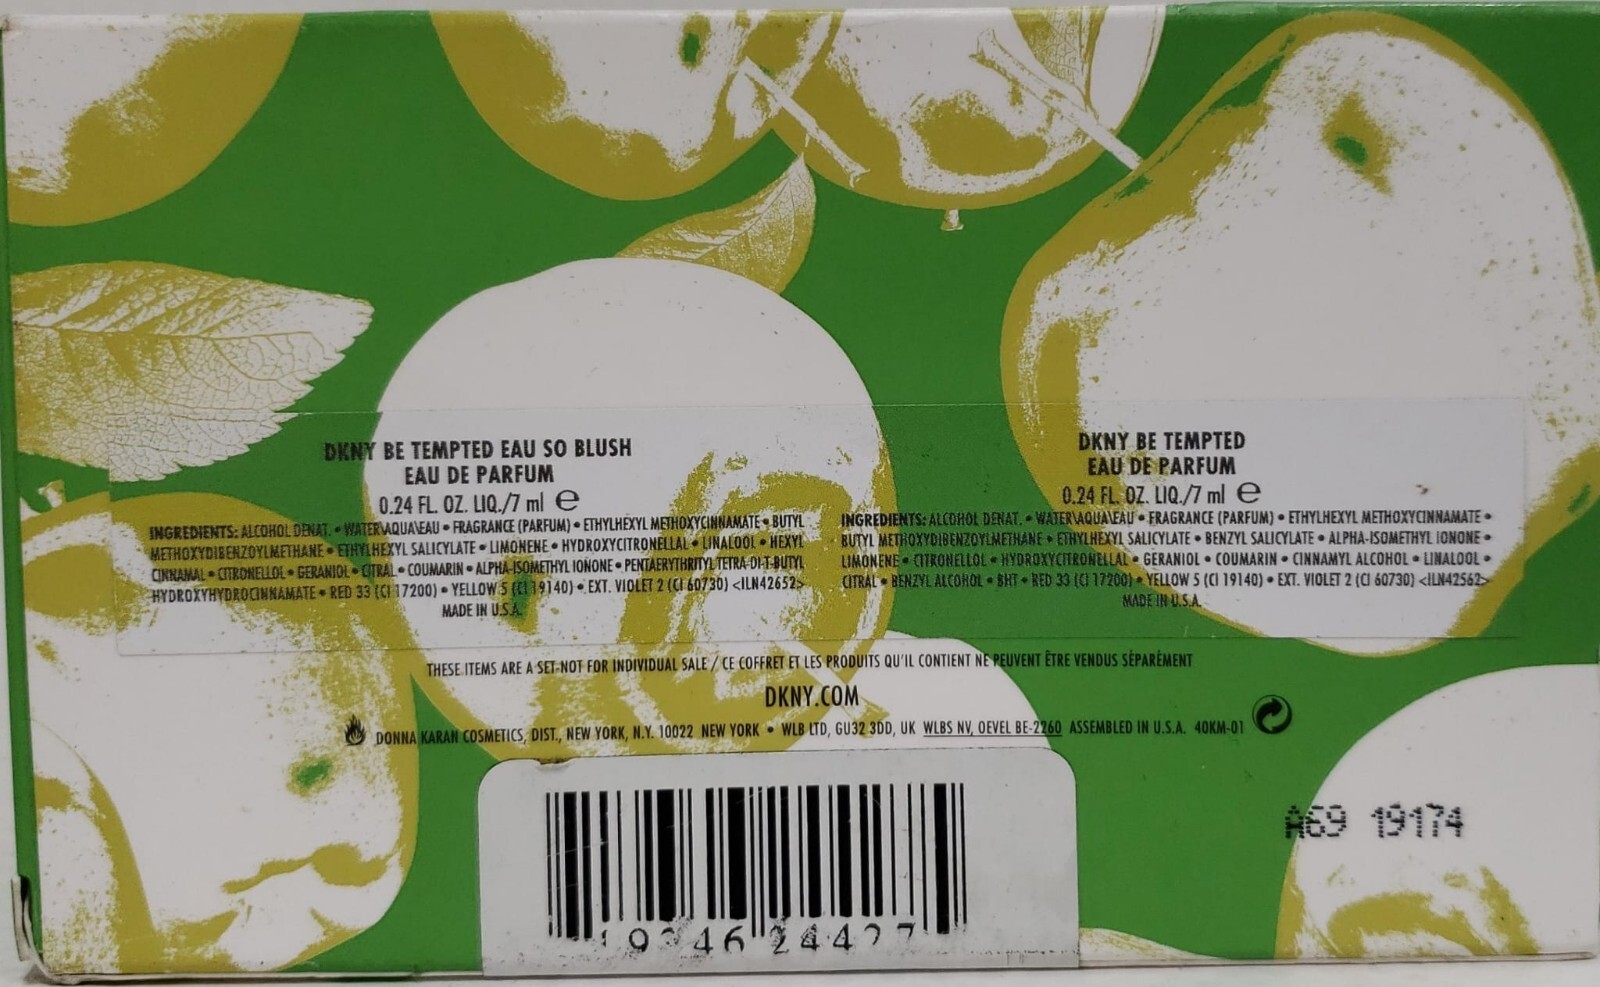 DKNY BE TEMPTED EAU SO BLUSH
EAU DE PARFUM
0.24 FL. OZ. LIQ./7 ml ℮
INGREDIENTS: ALCOHOL DENAT. • WATER\AQUA\EAU • FRAGRANCE (PARFUM) • ETHYLHEXYL METHOXYCINNAMATE • BUTYL
METHOXYDIBENZOYLMETHANE • ETHYLHEXYL SALICYLATE • LIMONENE • HYDROXYCITRONELLAL • LINALOOL • HEXYL
CINNAMAL • CITRONELLOL • GERANIOL • CITRAL • COUMARIN • ALPHA-ISOMETHYL IONONE • PENTAERYTHRITYL TETRA-DI-T-BUTYL
HYDROXYHYDROCINNAMATE • RED 33 (CI 17200) • YELLOW 5 (CI 19140) • EXT. VIOLET 2 (CI 60730) <ILN42652>
MADE IN U.S.A.
DKNY BE TEMPTED
EAU DE PARFUM
0.24 FL. OZ. LIQ./7 ml ℮
INGREDIENTS: ALCOHOL DENAT. • WATER\AQUA\EAU • FRAGRANCE (PARFUM) • ETHYLHEXYL METHOXYCINNAMATE •
BUTYL METHOXYDIBENZOYLMETHANE • ETHYLHEXYL SALICYLATE • BENZYL SALICYLATE • ALPHA-ISOMETHYL IONONE •
LIMONENE • CITRONELLOL • HYDROXYCITRONELLAL • GERANIOL • COUMARIN • CINNAMYL ALCOHOL • LINALOOL •
CITRAL • BENZYL ALCOHOL • BHT • RED 33 (CI 17200) • YELLOW 5 (CI 19140) • EXT. VIOLET 2 (CI 60730) <ILN42562>
MADE IN U.S.A.
THESE ITEMS ARE A SET-NOT FOR INDIVIDUAL SALE / CE COFFRET ET LES PRODUITS QU'IL CONTIENT NE PEUVENT ÊTRE VENDUS SÉPARÉMENT
DKNY.COM
DONNA KARAN COSMETICS, DIST., NEW YORK, N.Y. 10022 NEW YORK • WLB LTD, GU32 3DD, UK WLBS NV, OEVEL BE-2260 ASSEMBLED IN U.S.A. 40KM-01
A69 19174